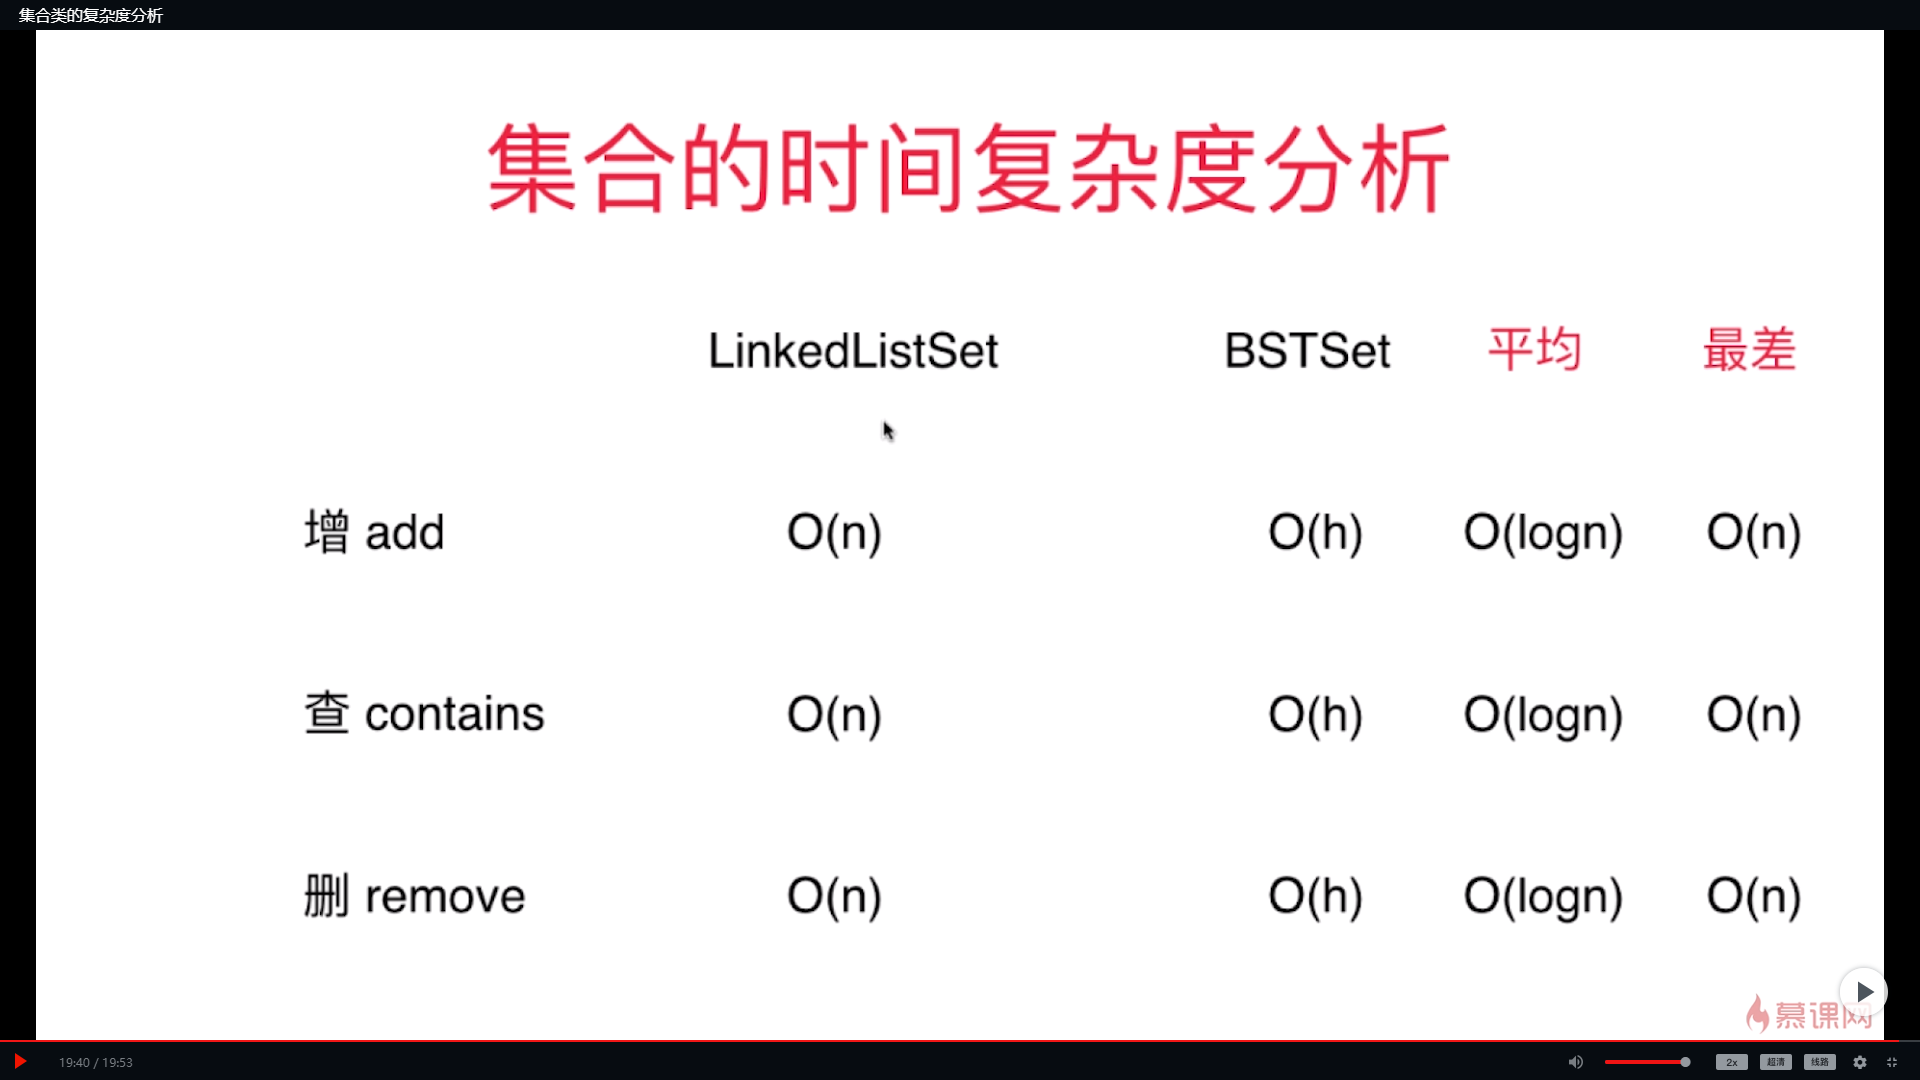 集合类的复杂度分析
集合的时间复杂度分析
LinkedListSet BSTSet 平均 最差
增 add O(n) O(h) O(logn) O(n)
查 contains O(n) O(h) O(logn) O(n)
删 remove O(n) O(h) O(logn) O(n)
慕课网
19:40 / 19:53 2x 超清 线路